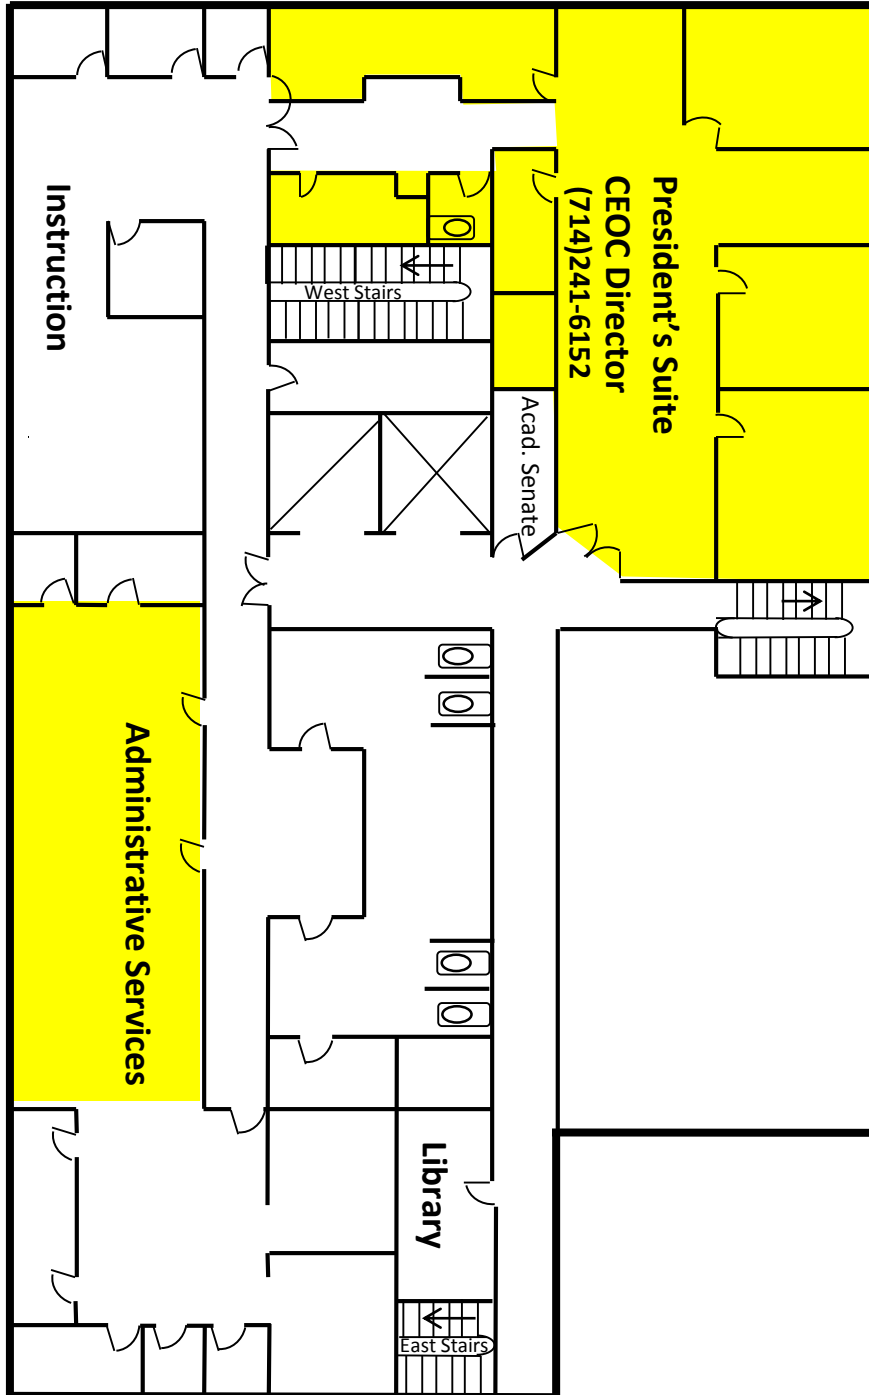 President's Suite
CEOC Director
(714)241-6152
Instruction
West Stairs
Acad. Senate
Administrative Services
Library
East Stairs